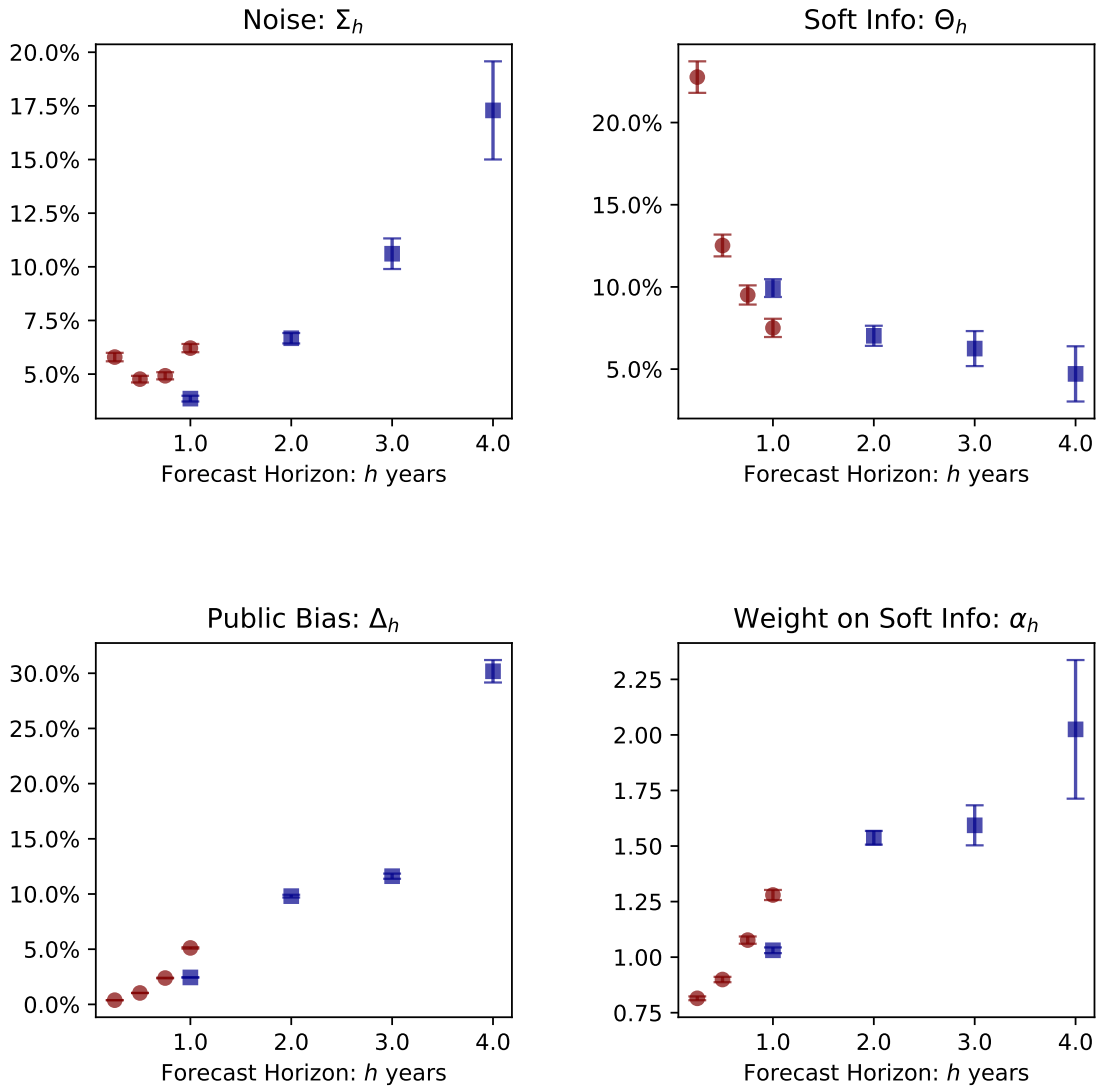 Noise: Σh
20.0%
17.5%
15.0%
12.5%
10.0%
7.5%
5.0%
1.0 2.0 3.0 4.0
Forecast Horizon: h years
Soft Info: Θh
20.0%
15.0%
10.0%
5.0%
1.0 2.0 3.0 4.0
Forecast Horizon: h years
Public Bias: Δh
30.0%
25.0%
20.0%
15.0%
10.0%
5.0%
0.0%
1.0 2.0 3.0 4.0
Forecast Horizon: h years
Weight on Soft Info: αh
2.25
2.00
1.75
1.50
1.25
1.00
0.75
1.0 2.0 3.0 4.0
Forecast Horizon: h years